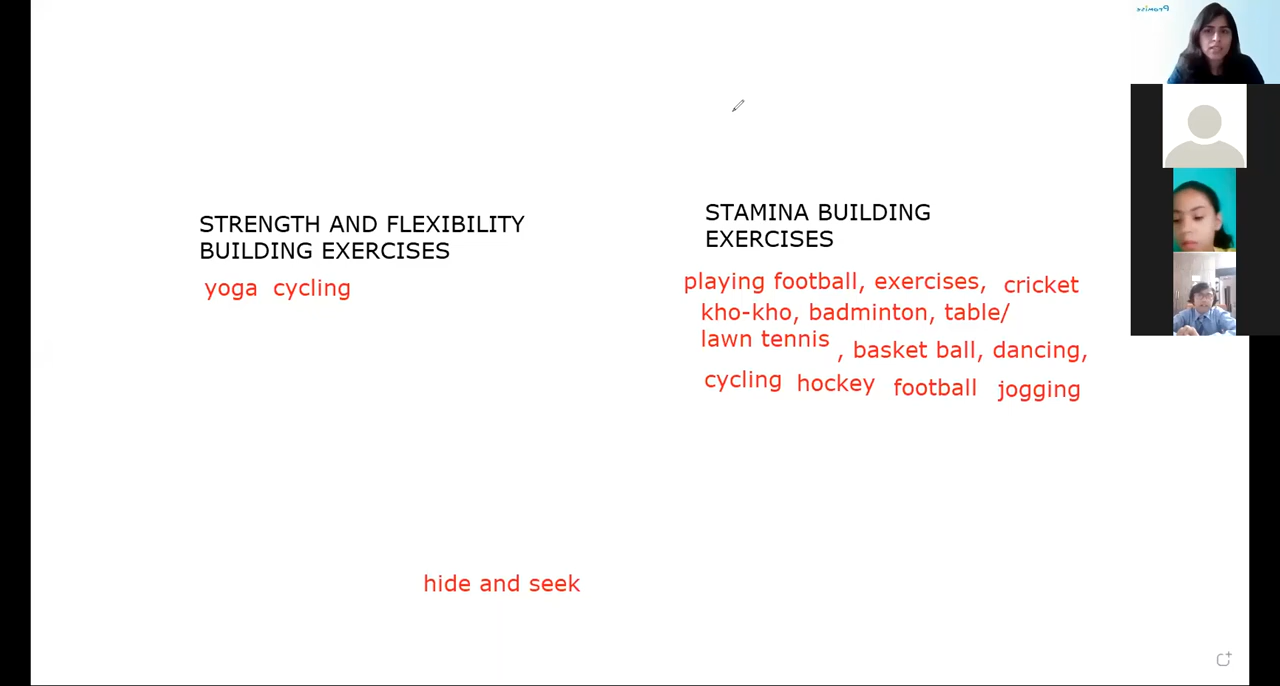 STRENGTH AND FLEXIBILITY
BUILDING EXERCISES
yoga cycling
STAMINA BUILDING
EXERCISES
playing football, exercises, cricket
kho-kho, badminton, table/
lawn tennis , basket ball, dancing,
cycling hockey football jogging
hide and seek
Promise